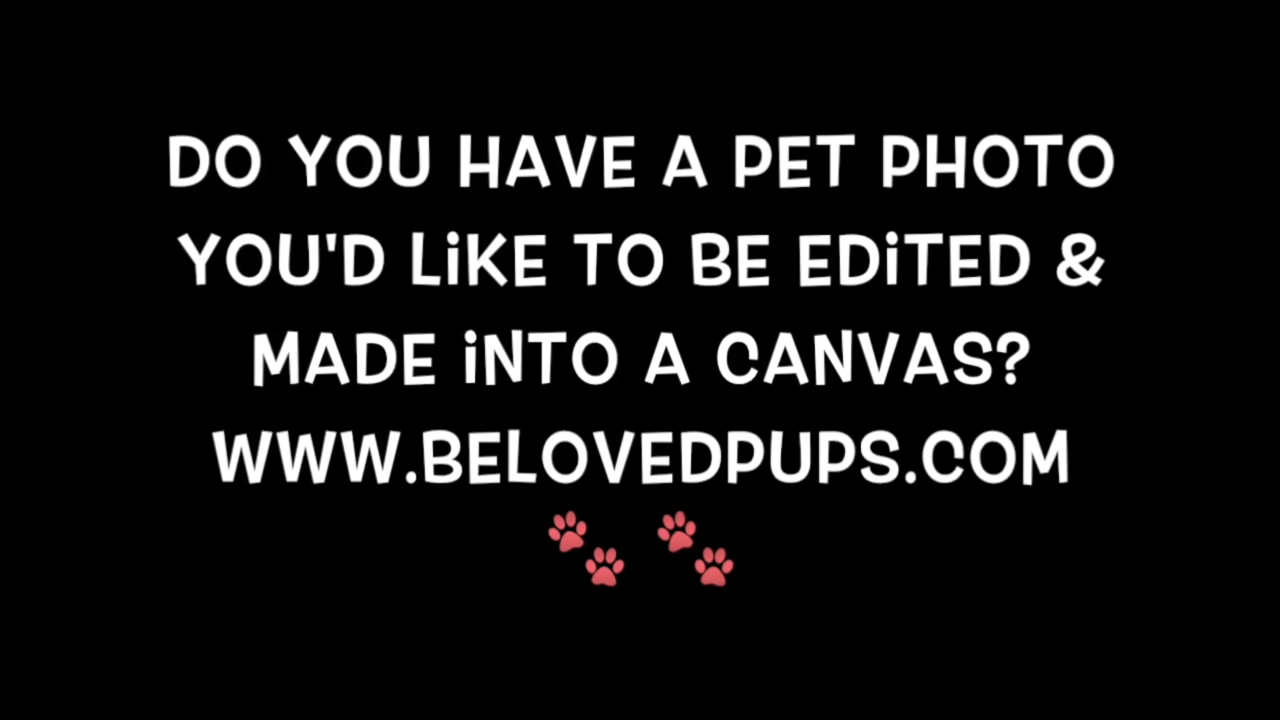 DO YOU HAVE A PET PHOTO
YOU'D LiKE TO BE EDiTED &
MADE iNTO A CANVAS?
WWW.BELOVEDPUPS.COM